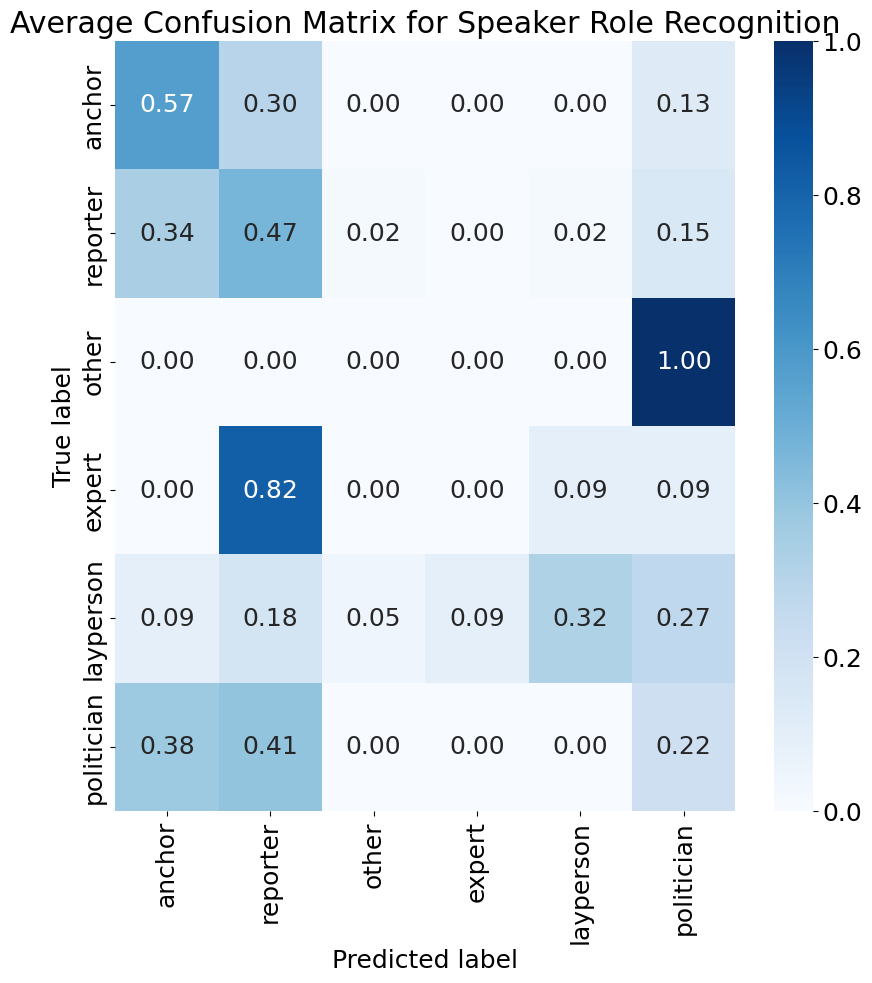 Average Confusion Matrix for Speaker Role Recognition
True label
anchor 0.57 0.30 0.00 0.00 0.00 0.13
reporter 0.34 0.47 0.02 0.00 0.02 0.15
other 0.00 0.00 0.00 0.00 0.00 1.00
expert 0.00 0.82 0.00 0.00 0.09 0.09
layperson 0.09 0.18 0.05 0.09 0.32 0.27
politician 0.38 0.41 0.00 0.00 0.00 0.22
anchor reporter other expert layperson politician
Predicted label
1.0
0.8
0.6
0.4
0.2
0.0